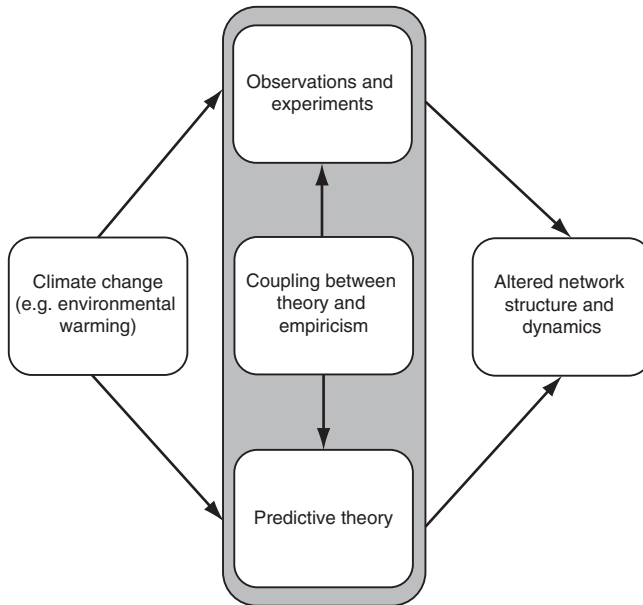 Observations and
experiments
Climate change
(e.g. environmental
warming)
Coupling between
theory and
empiricism
Altered network
structure and
dynamics
Predictive theory